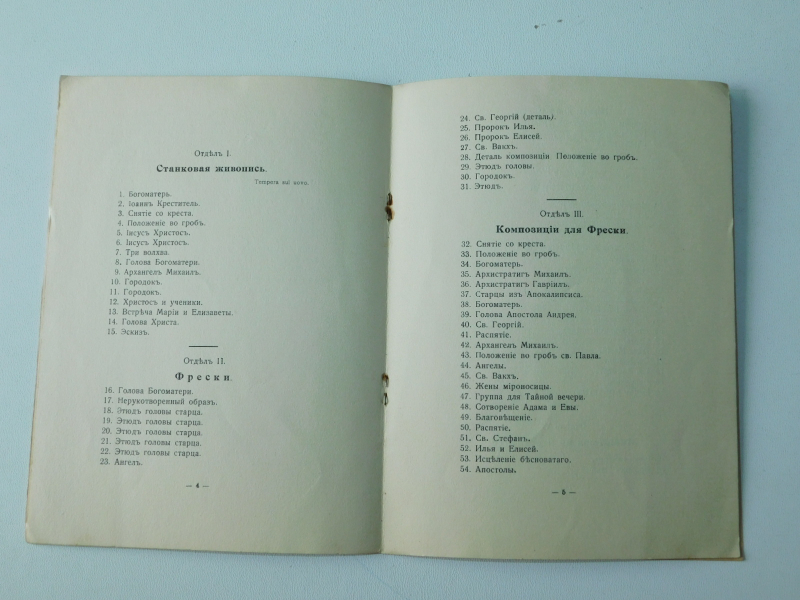 Отдѣлъ I.
Станковая живопись.
Tempera sul uovo.
1. Богоматерь.
2. Іоаннъ Креститель.
3. Снятіе со креста.
4. Положеніе во гробъ.
5. Іисусъ Христосъ.
6. Іисусъ Христосъ.
7. Три волхва.
8. Голова Богоматери.
9. Архангел Михаилъ.
10. Городокъ.
11. Городокъ.
12. Христосъ и ученики.
13. Встрѣча Маріи и Елизаветы.
14. Голова Христа.
15. Эскизъ.
Отдѣлъ II.
Фрески.
16. Голова Богоматери.
17. Нерукотворенный образъ.
18. Этюдъ головы старца.
19. Этюдъ головы старца.
20. Этюдъ головы старца.
21. Этюдъ головы старца.
22. Этюдъ головы старца.
23. Ангелъ.
— 4 —
24. Св. Георгій (деталь).
25. Пророкъ Илья.
26. Пророкъ Елисей.
27. Св. Вакхъ.
28. Деталь композиціи Положеніе во гробъ.
29. Этюдъ головы.
30. Городокъ.
31. Этюдъ.
Отдѣлъ III.
Композиціи для Фрески.
32. Снятіе со креста.
33. Положеніе во гробъ.
34. Богоматерь.
35. Архистратигъ Михаилъ.
36. Архистратигъ Гавріилъ.
37. Старцы изъ Апокалипсиса.
38. Богоматерь.
39. Голова Апостола Андрея.
40. Св. Георгій.
41. Распятіе.
42. Архангелъ Михаилъ.
43. Положеніе во гробъ св. Павла.
44. Ангелы.
45. Св. Вакхъ.
46. Жены мѵроносицы.
47. Группа для Тайной вечери.
48. Сотвореніе Адама и Евы.
49. Благовѣщеніе.
50. Распятіе.
51. Св. Стефанъ.
52. Илья и Елисей.
53. Исцѣленіе бѣсноватаго.
54. Апостолы.
— 5 —